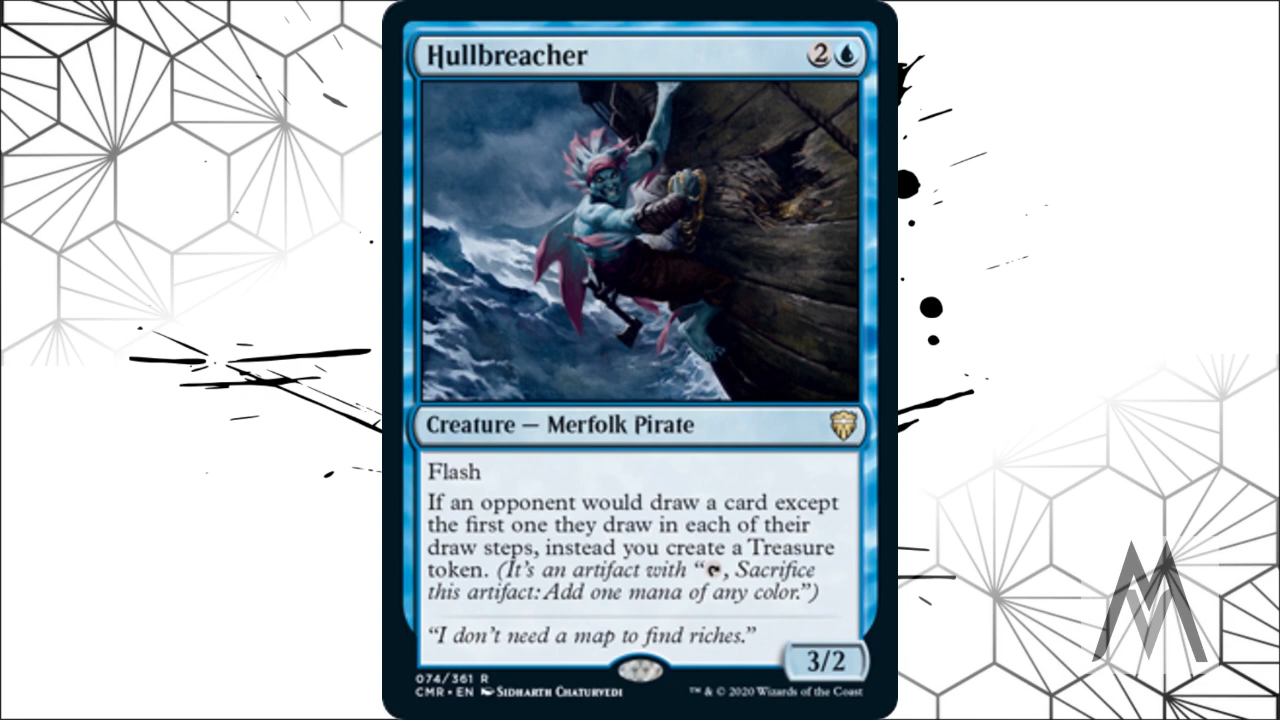 Hullbreacher 2
Creature — Merfolk Pirate
Flash
If an opponent would draw a card except
the first one they draw in each of their
draw steps, instead you create a Treasure
token. (It's an artifact with “, Sacrifice
this artifact: Add one mana of any color.”)
“I don't need a map to find riches.”
3/2
074/361 R
CMR • EN Sidharth Chaturvedi
™ & © 2020 Wizards of the Coast
M